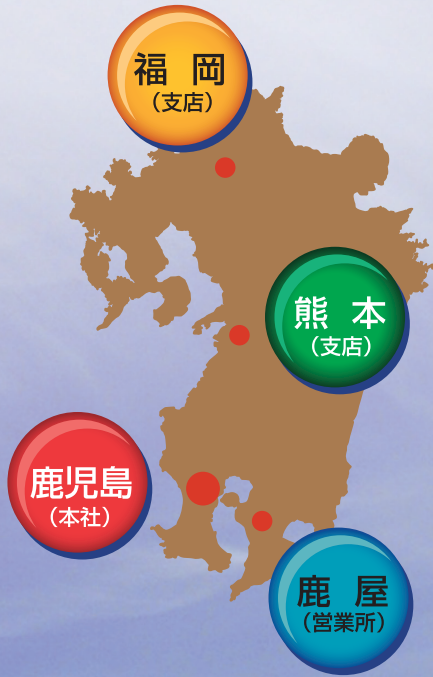 福 岡
（支店）
熊 本
（支店）
鹿児島
（本社）
鹿 屋
（営業所）